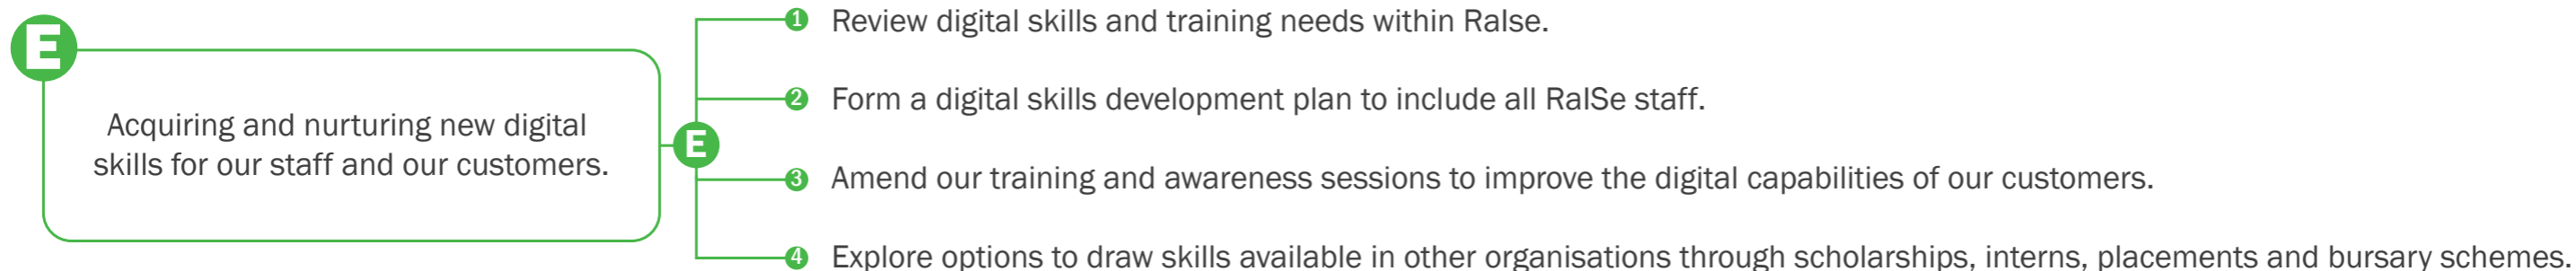 E
Acquiring and nurturing new digital
skills for our staff and our customers.
E
1 Review digital skills and training needs within Ralse.
2 Form a digital skills development plan to include all RalSe staff.
3 Amend our training and awareness sessions to improve the digital capabilities of our customers.
4 Explore options to draw skills available in other organisations through scholarships, interns, placements and bursary schemes.